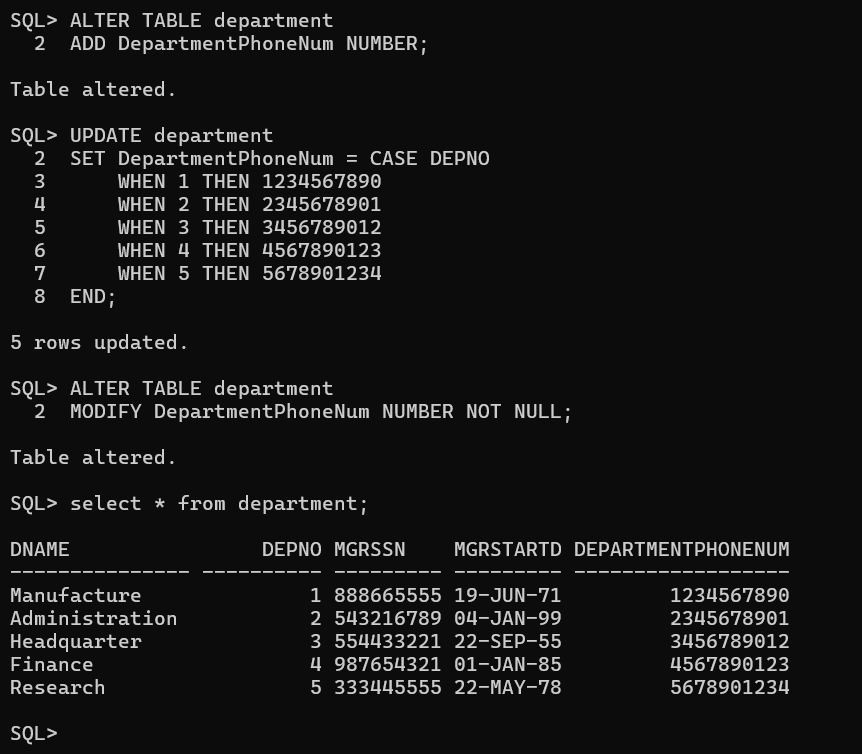 SQL> ALTER TABLE department
  2  ADD DepartmentPhoneNum NUMBER;
Table altered.
SQL> UPDATE department
  2  SET DepartmentPhoneNum = CASE DEPNO
  3      WHEN 1 THEN 1234567890
  4      WHEN 2 THEN 2345678901
  5      WHEN 3 THEN 3456789012
  6      WHEN 4 THEN 4567890123
  7      WHEN 5 THEN 5678901234
  8  END;
5 rows updated.
SQL> ALTER TABLE department
  2  MODIFY DepartmentPhoneNum NUMBER NOT NULL;
Table altered.
SQL> select * from department;
DNAME                DEPNO MGRSSN    MGRSTARTD DEPARTMENTPHONENUM
--------------- ---------- --------- --------- ------------------
Manufacture              1 888665555 19-JUN-71         1234567890
Administration           2 543216789 04-JAN-99         2345678901
Headquarter              3 554433221 22-SEP-55         3456789012
Finance                  4 987654321 01-JAN-85         4567890123
Research                 5 333445555 22-MAY-78         5678901234
SQL>